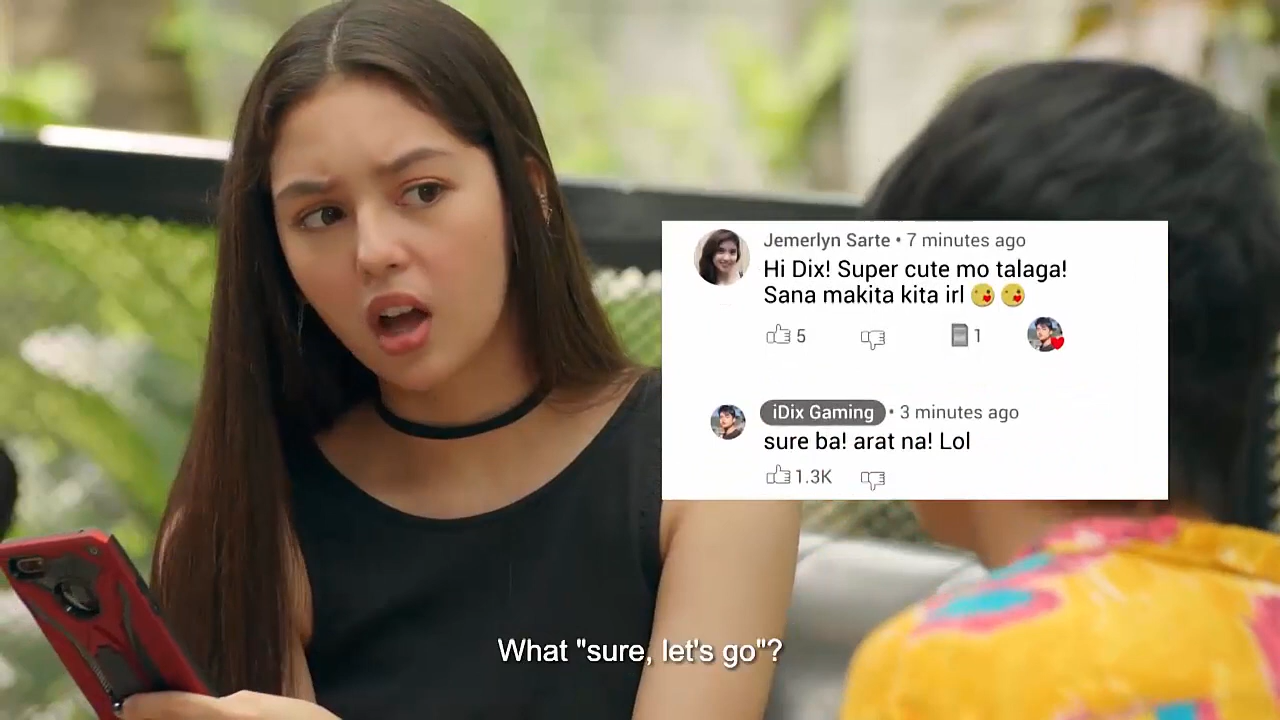 Jemerlyn Sarte • 7 minutes ago
Hi Dix! Super cute mo talaga!
Sana makita kita irl 😘 😘
5
1
iDix Gaming • 3 minutes ago
sure ba! arat na! Lol
1.3K
What "sure, let's go"?